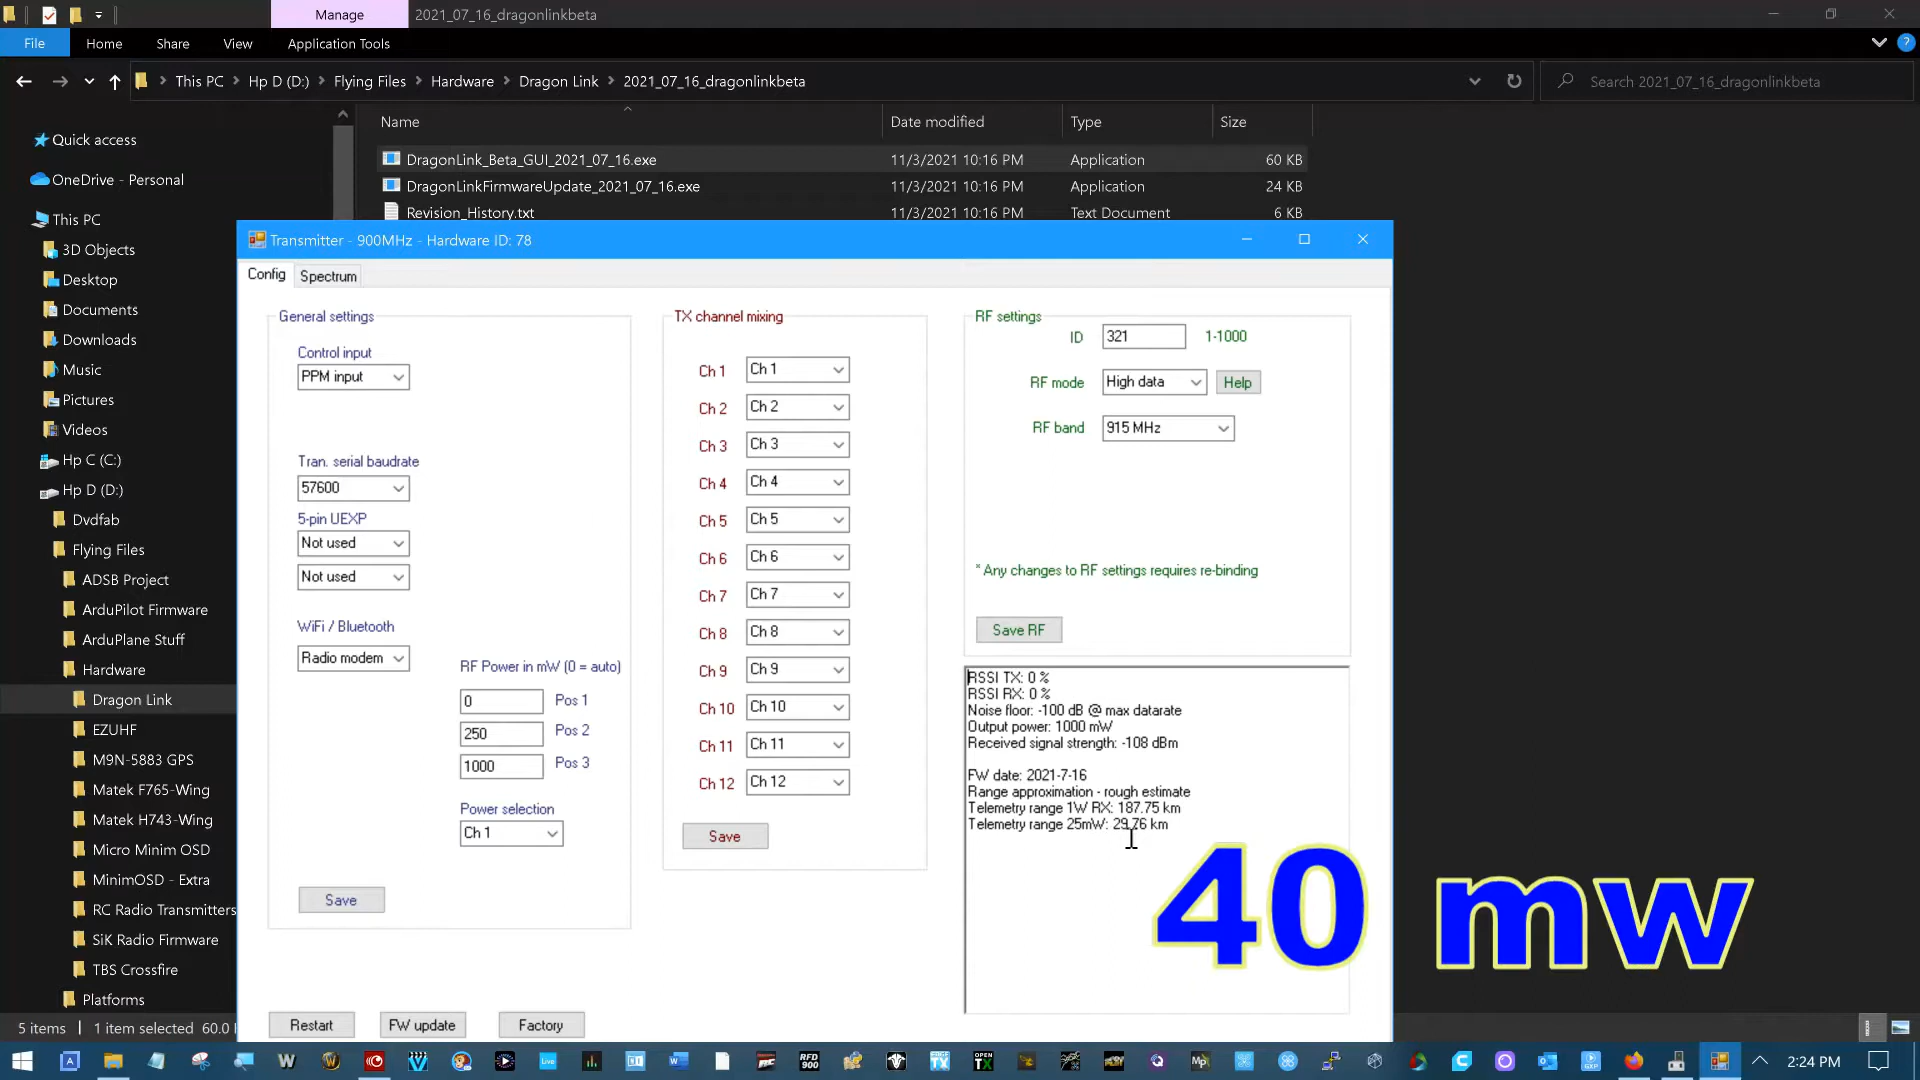 Manage
2021_07_16_dragonlinkbeta
File
Home
Share
View
Application Tools
This PC
Hp D (D:)
Flying Files
Hardware
Dragon Link
2021_07_16_dragonlinkbeta
Search 2021_07_16_dragonlinkbeta
Name
Date modified
Type
Size
DragonLink_Beta_GUI_2021_07_16.exe
11/3/2021 10:16 PM
Application
60 KB
DragonLinkFirmwareUpdate_2021_07_16.exe
11/3/2021 10:16 PM
Application
24 KB
Revision_History.txt
11/3/2021 10:16 PM
Text Document
6 KB
Quick access
OneDrive - Personal
This PC
3D Objects
Desktop
Documents
Downloads
Music
Pictures
Videos
Hp C (C:)
Hp D (D:)
Dvdfab
Flying Files
ADSB Project
ArduPilot Firmware
ArduPlane Stuff
Hardware
Dragon Link
EZUHF
M9N-5883 GPS
Matek F765-Wing
Matek H743-Wing
Micro Minim OSD
MinimOSD - Extra
RC Radio Transmitters
SiK Radio Firmware
TBS Crossfire
Platforms
5 items
1 item selected
60.0
Transmitter - 900MHz - Hardware ID: 78
Config
Spectrum
General settings
Control input
PPM input
Tran. serial baudrate
57600
5-pin UEXP
Not used
Not used
WiFi / Bluetooth
Radio modem
RF Power in mW (0 = auto)
0 Pos 1
250 Pos 2
1000 Pos 3
Power selection
Ch 1
Save
TX channel mixing
Ch 1 Ch 1
Ch 2 Ch 2
Ch 3 Ch 3
Ch 4 Ch 4
Ch 5 Ch 5
Ch 6 Ch 6
Ch 7 Ch 7
Ch 8 Ch 8
Ch 9 Ch 9
Ch 10 Ch 10
Ch 11 Ch 11
Ch 12 Ch 12
Save
RF settings
ID 321 1-1000
RF mode High data Help
RF band 915 MHz
* Any changes to RF settings requires re-binding
Save RF
RSSI TX: 0 %
RSSI RX: 0 %
Noise floor: -100 dB @ max datarate
Output power: 1000 mW
Received signal strength: -108 dBm
FW date: 2021-7-16
Range approximation - rough estimate
Telemetry range 1W RX: 187.75 km
Telemetry range 25mW: 29.76 km
40 mw
Restart
FW update
Factory
2:24 PM